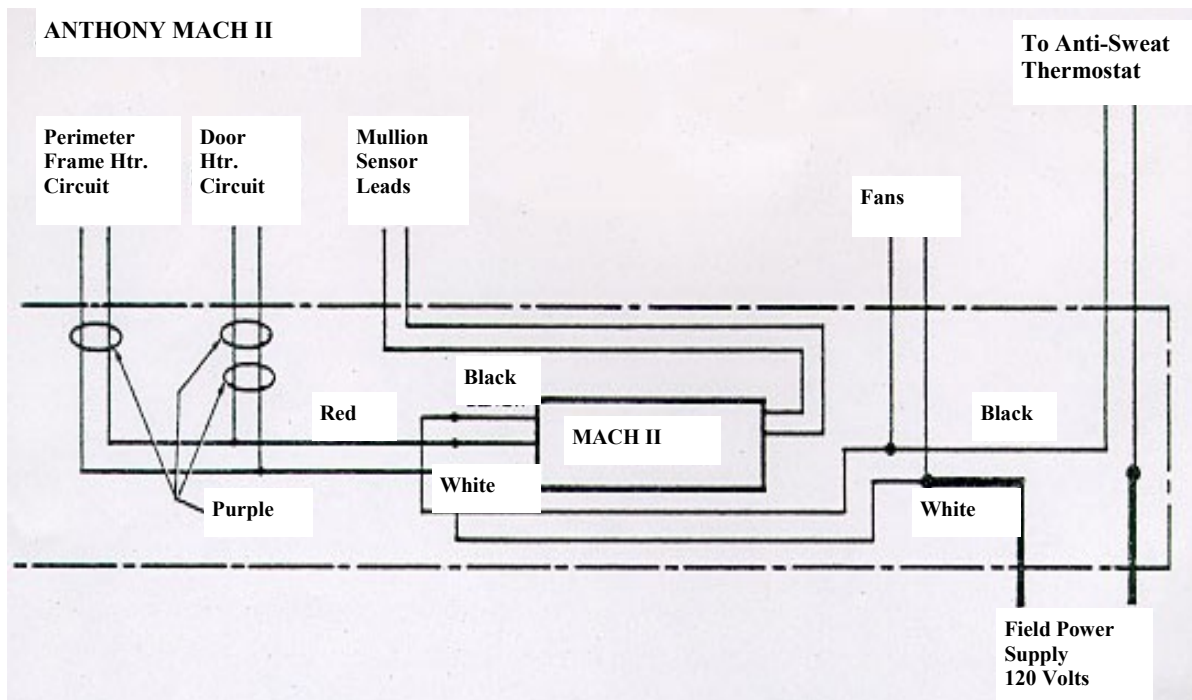 ANTHONY MACH II
To Anti-Sweat
Thermostat
Perimeter
Frame Htr.
Circuit
Door
Htr.
Circuit
Mullion
Sensor
Leads
Fans
Black
Red
Black
MACH II
White
White
Purple
Field Power
Supply
120 Volts